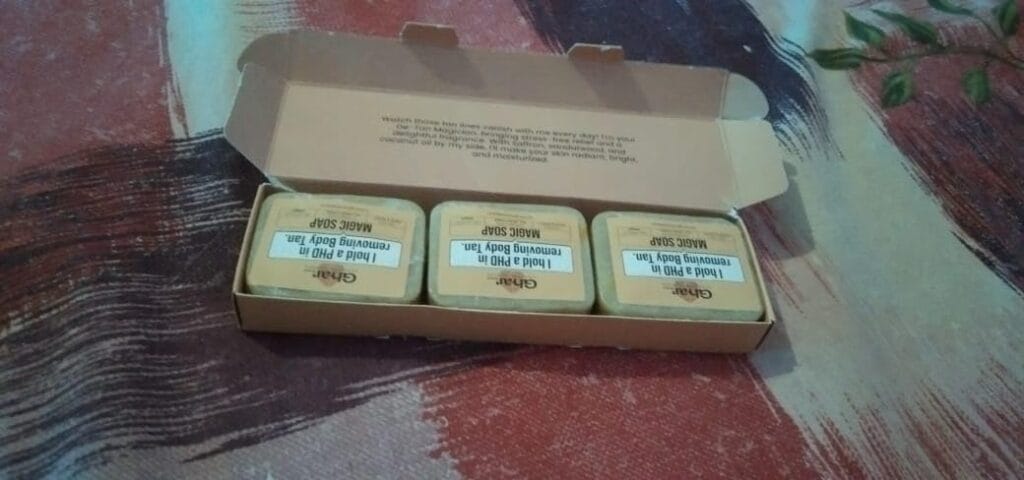 Watch those tan lines vanish with me every day! I'm your
De-Tan Magician, bringing stress-free relief and a
delightful fragrance. With saffron, sandalwood, and
coconut oil by my side, I'll make your skin radiant, bright,
and moisturized.
Ghar
I hold a PHD in
removing Body Tan.
MAGIC SOAP
Ghar
I hold a PHD in
removing Body Tan.
MAGIC SOAP
Ghar
I hold a PHD in
removing Body Tan.
MAGIC SOAP